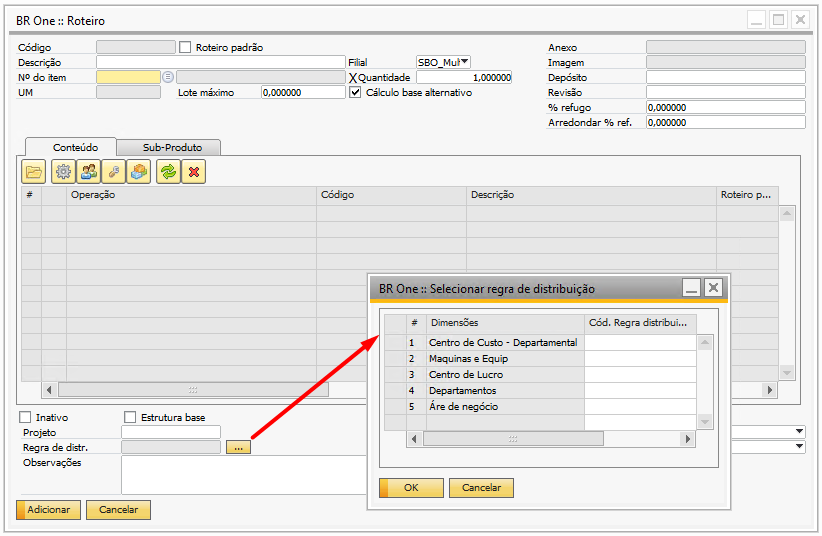 BR One :: Roteiro
Código
Roteiro padrão
Anexo
Descrição
Filial
SBO_Mul
Imagem
Nº do item
X Quantidade
1,000000
Depósito
UM
Lote máximo
0,000000
Cálculo base alternativo
Revisão
% refugo
0,000000
Arredondar % ref.
0,000000
Conteúdo
Sub-Produto
# Operação Código Descrição Roteiro p...
BR One :: Selecionar regra de distribuição
# Dimensões Cód. Regra distribui...
1 Centro de Custo - Departamental
2 Maquinas e Equip
3 Centro de Lucro
4 Departamentos
5 Áre de negócio
OK
Cancelar
Inativo
Estrutura base
Projeto
Regra de distr.
...
Observações
Adicionar
Cancelar